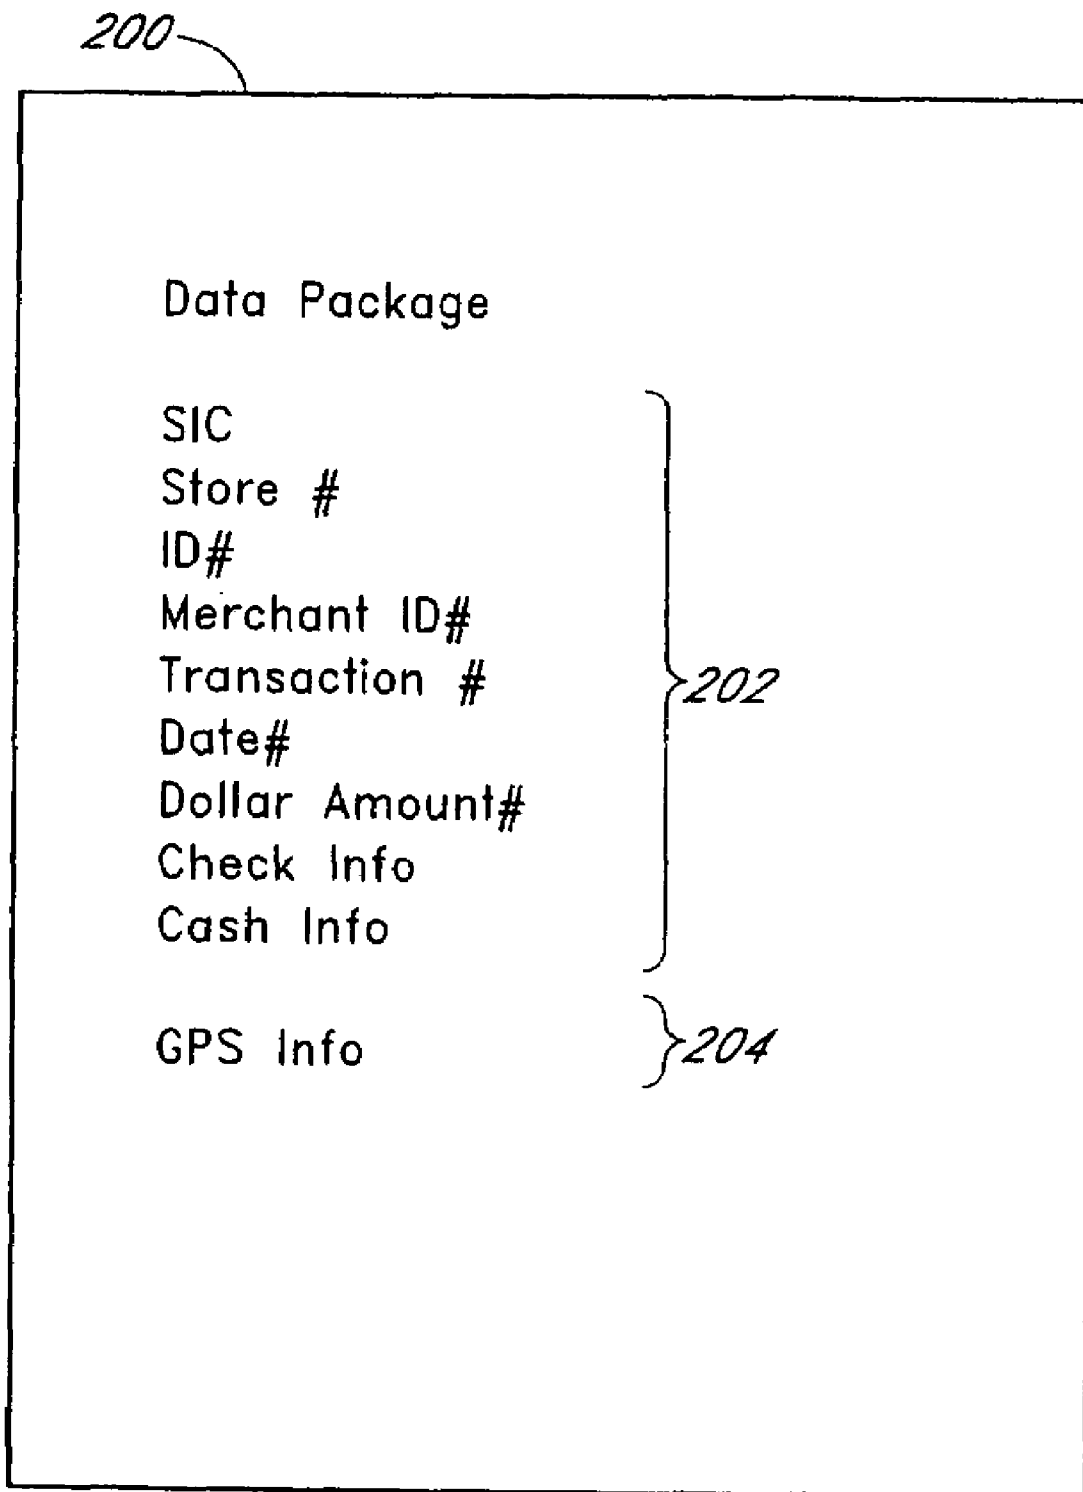 200
Data Package
SIC
Store #
ID#
Merchant ID#
Transaction #
202
Date#
Dollar Amount#
Check Info
Cash Info
GPS Info
204